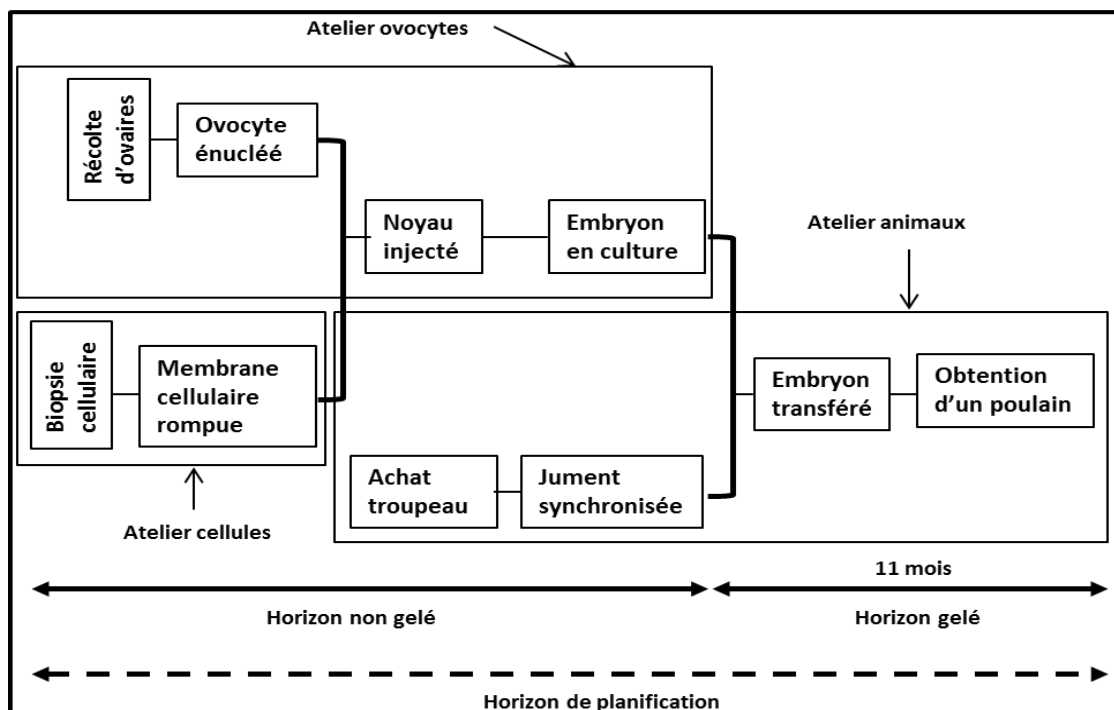 Atelier ovocytes
Récolte
d'ovaires
Ovocyte
énucléé
Noyau
injecté
Embryon
en culture
Atelier animaux
Biopsie
cellulaire
Membrane
cellulaire
rompue
Embryon
transféré
Obtention
d'un poulain
Achat
troupeau
Jument
synchronisée
Atelier cellules
11 mois
Horizon non gelé
Horizon gelé
Horizon de planification